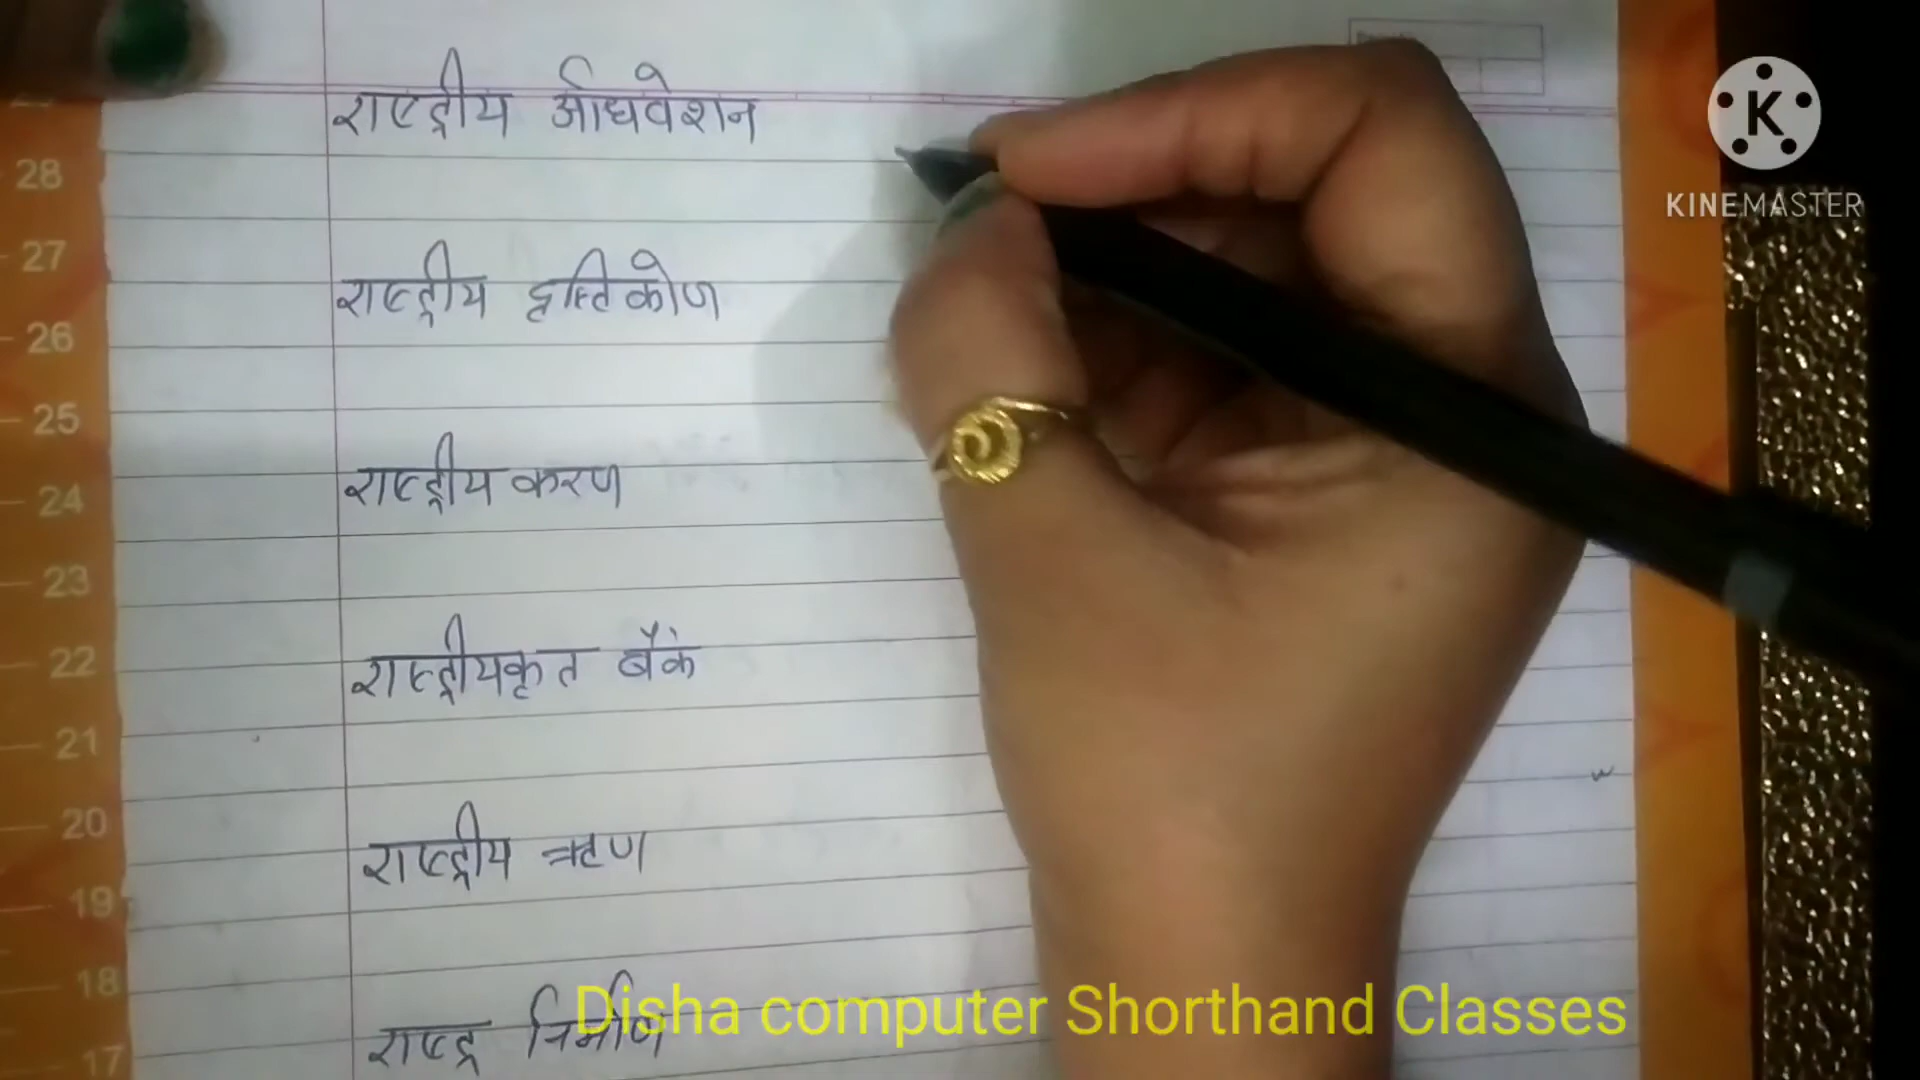 राष्ट्रीय अधिवेशन
28
27
राष्ट्रीय दृष्टिकोण
26
25
24
राष्ट्रीयकरण
23
22
राष्ट्रीयकृत बैंक
21
20
राष्ट्रीय ऋण
19
18
राष्ट्र निर्माण
17
K
KINEMASTER
Disha computer Shorthand Classes